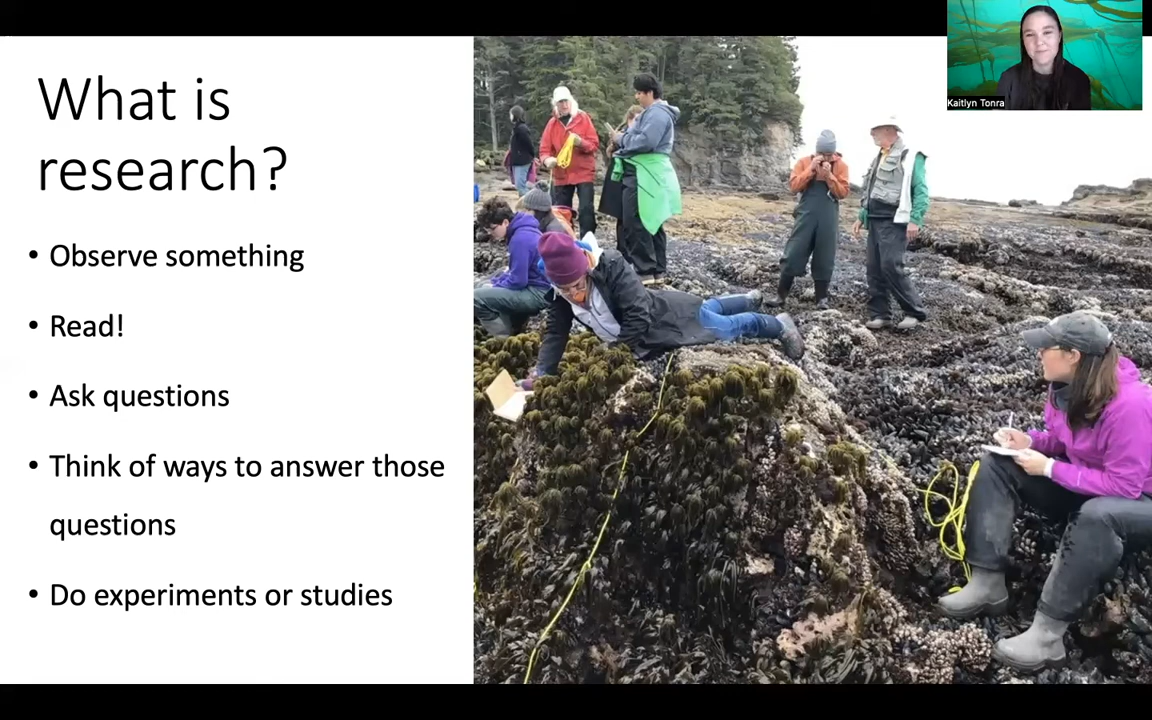 What is
research?
• Observe something
• Read!
• Ask questions
• Think of ways to answer those
questions
• Do experiments or studies
Kaitlyn Tonra